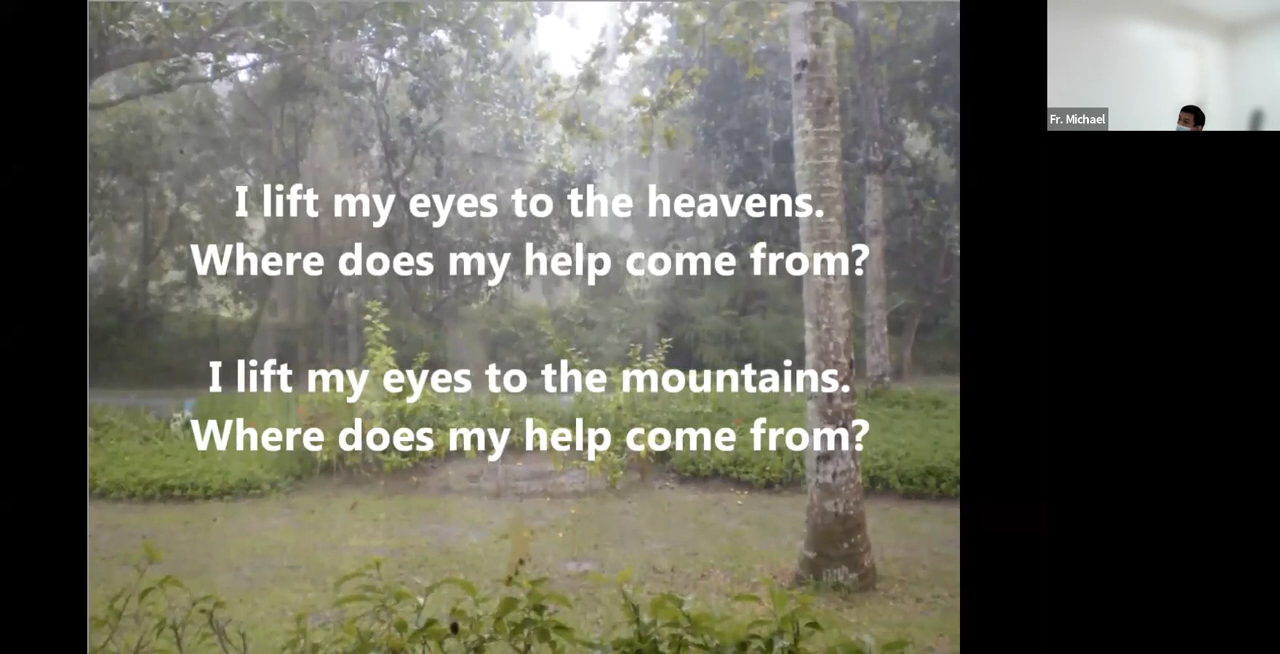 I lift my eyes to the heavens.
Where does my help come from?
I lift my eyes to the mountains.
Where does my help come from?
Fr. Michael